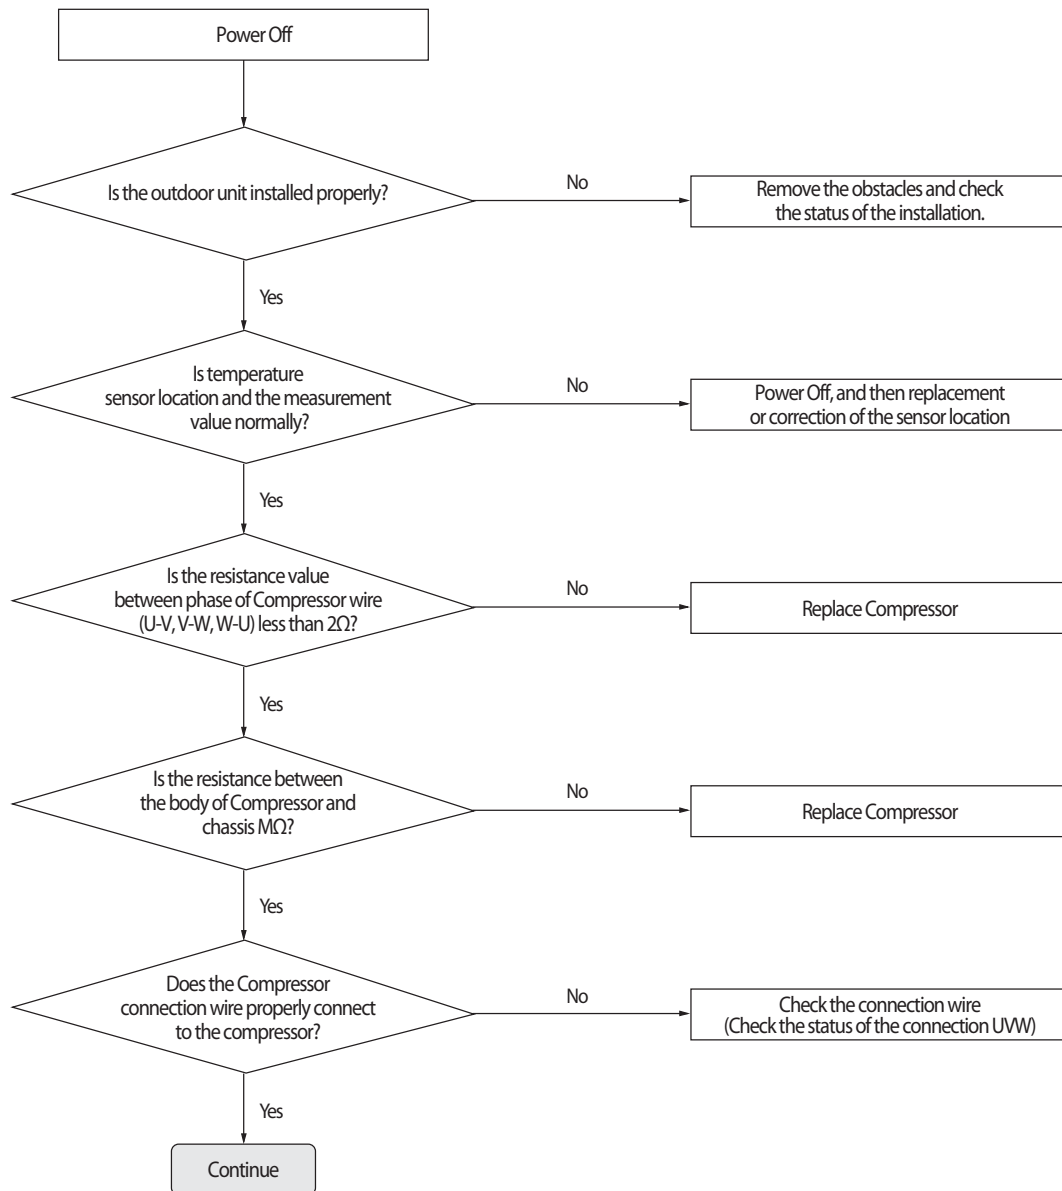 Power Off
Is the outdoor unit installed properly?
No
Remove the obstacles and check
the status of the installation.
Yes
Is temperature
sensor location and the measurement
value normally?
No
Power Off, and then replacement
or correction of the sensor location
Yes
Is the resistance value
between phase of Compressor wire
(U-V, V-W, W-U) less than 2Ω?
No
Replace Compressor
Yes
Is the resistance between
the body of Compressor and
chassis MΩ?
No
Replace Compressor
Yes
Does the Compressor
connection wire properly connect
to the compressor?
No
Check the connection wire
(Check the status of the connection UVW)
Yes
Continue